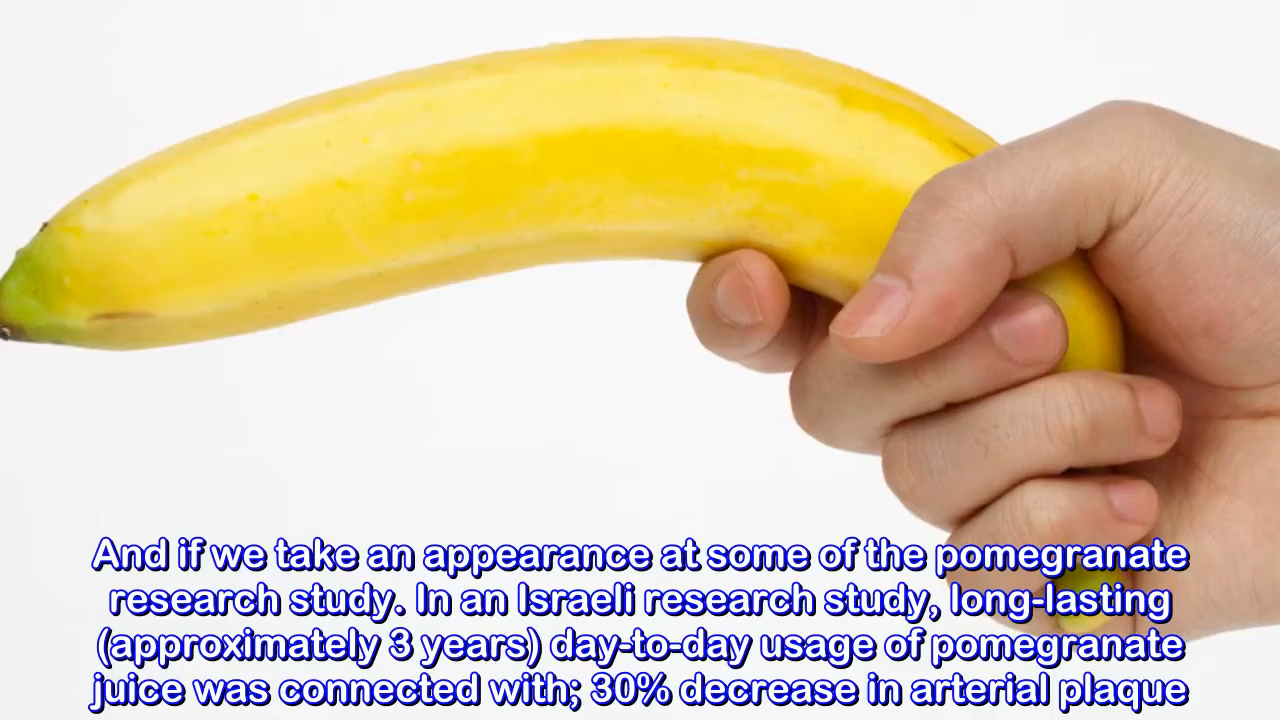 And if we take an appearance at some of the pomegranate
research study. In an Israeli research study, long-lasting
(approximately 3 years) day-to-day usage of pomegranate
juice was connected with; 30% decrease in arterial plaque